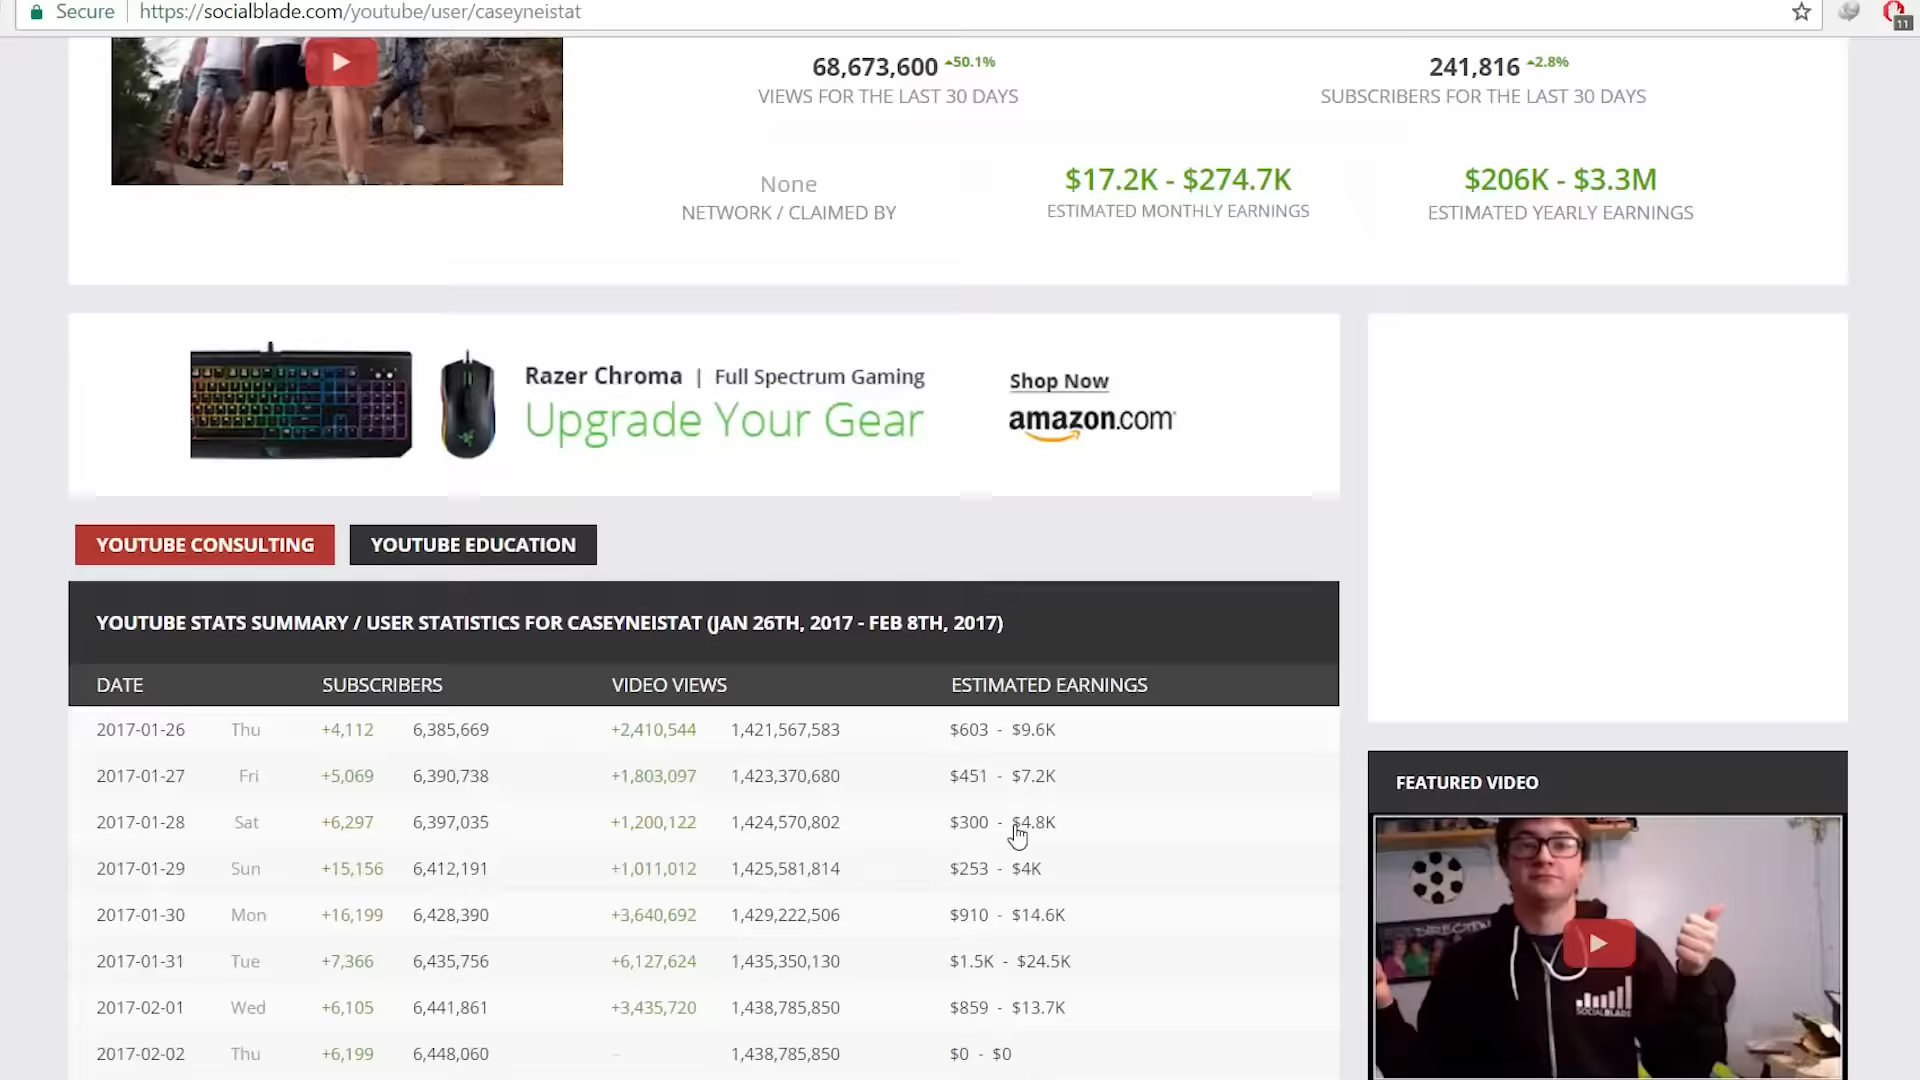 Secure https://socialblade.com/youtube/user/caseyneistat
11
68,673,600 50.1%
VIEWS FOR THE LAST 30 DAYS
241,816 2.8%
SUBSCRIBERS FOR THE LAST 30 DAYS
None
NETWORK / CLAIMED BY
$17.2K - $274.7K
ESTIMATED MONTHLY EARNINGS
$206K - $3.3M
ESTIMATED YEARLY EARNINGS
Razer Chroma | Full Spectrum Gaming
Upgrade Your Gear
Shop Now
amazon.com
YOUTUBE CONSULTING
YOUTUBE EDUCATION
YOUTUBE STATS SUMMARY / USER STATISTICS FOR CASEYNEISTAT (JAN 26TH, 2017 - FEB 8TH, 2017)
DATE SUBSCRIBERS VIDEO VIEWS ESTIMATED EARNINGS
2017-01-26 Thu +4,112 6,385,669 +2,410,544 1,421,567,583 $603 - $9.6K
2017-01-27 Fri +5,069 6,390,738 +1,803,097 1,423,370,680 $451 - $7.2K
2017-01-28 Sat +6,297 6,397,035 +1,200,122 1,424,570,802 $300 - $4.8K
2017-01-29 Sun +15,156 6,412,191 +1,011,012 1,425,581,814 $253 - $4K
2017-01-30 Mon +16,199 6,428,390 +3,640,692 1,429,222,506 $910 - $14.6K
2017-01-31 Tue +7,366 6,435,756 +6,127,624 1,435,350,130 $1.5K - $24.5K
2017-02-01 Wed +6,105 6,441,861 +3,435,720 1,438,785,850 $859 - $13.7K
2017-02-02 Thu +6,199 6,448,060 -- 1,438,785,850 $0 - $0
FEATURED VIDEO
SOCIALBLADE